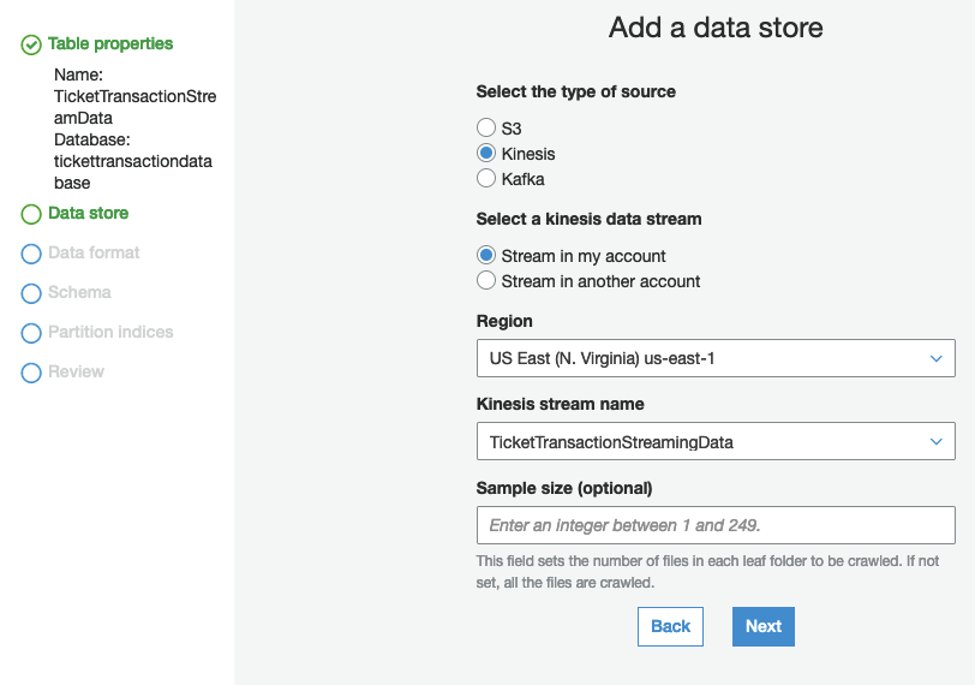 Table properties
Name:
TicketTransactionStre
amData
Database:
tickettransactiondata
base
Data store
Data format
Schema
Partition indices
Review
Add a data store
Select the type of source
S3
Kinesis
Kafka
Select a kinesis data stream
Stream in my account
Stream in another account
Region
US East (N. Virginia) us-east-1
Kinesis stream name
TicketTransactionStreamingData
Sample size (optional)
Enter an integer between 1 and 249.
This field sets the number of files in each leaf folder to be crawled. If not
set, all the files are crawled.
Back
Next